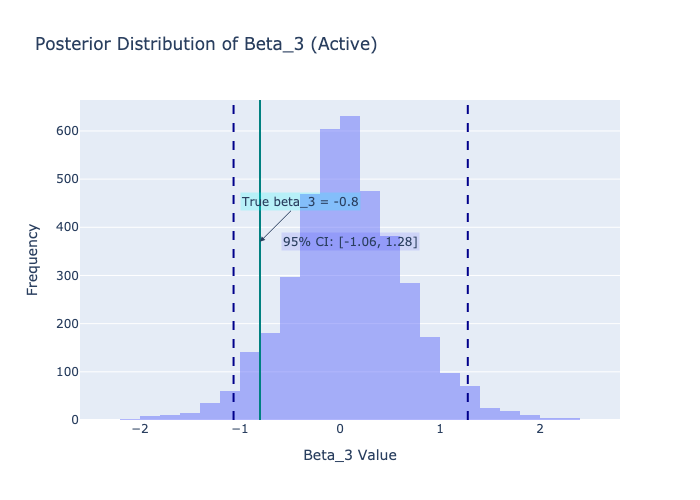 Posterior Distribution of Beta_3 (Active)
600
500
400
300
200
100
0
Frequency
True beta_3 = -0.8
95% CI: [-1.06, 1.28]
−2
−1
0
1
2
Beta_3 Value